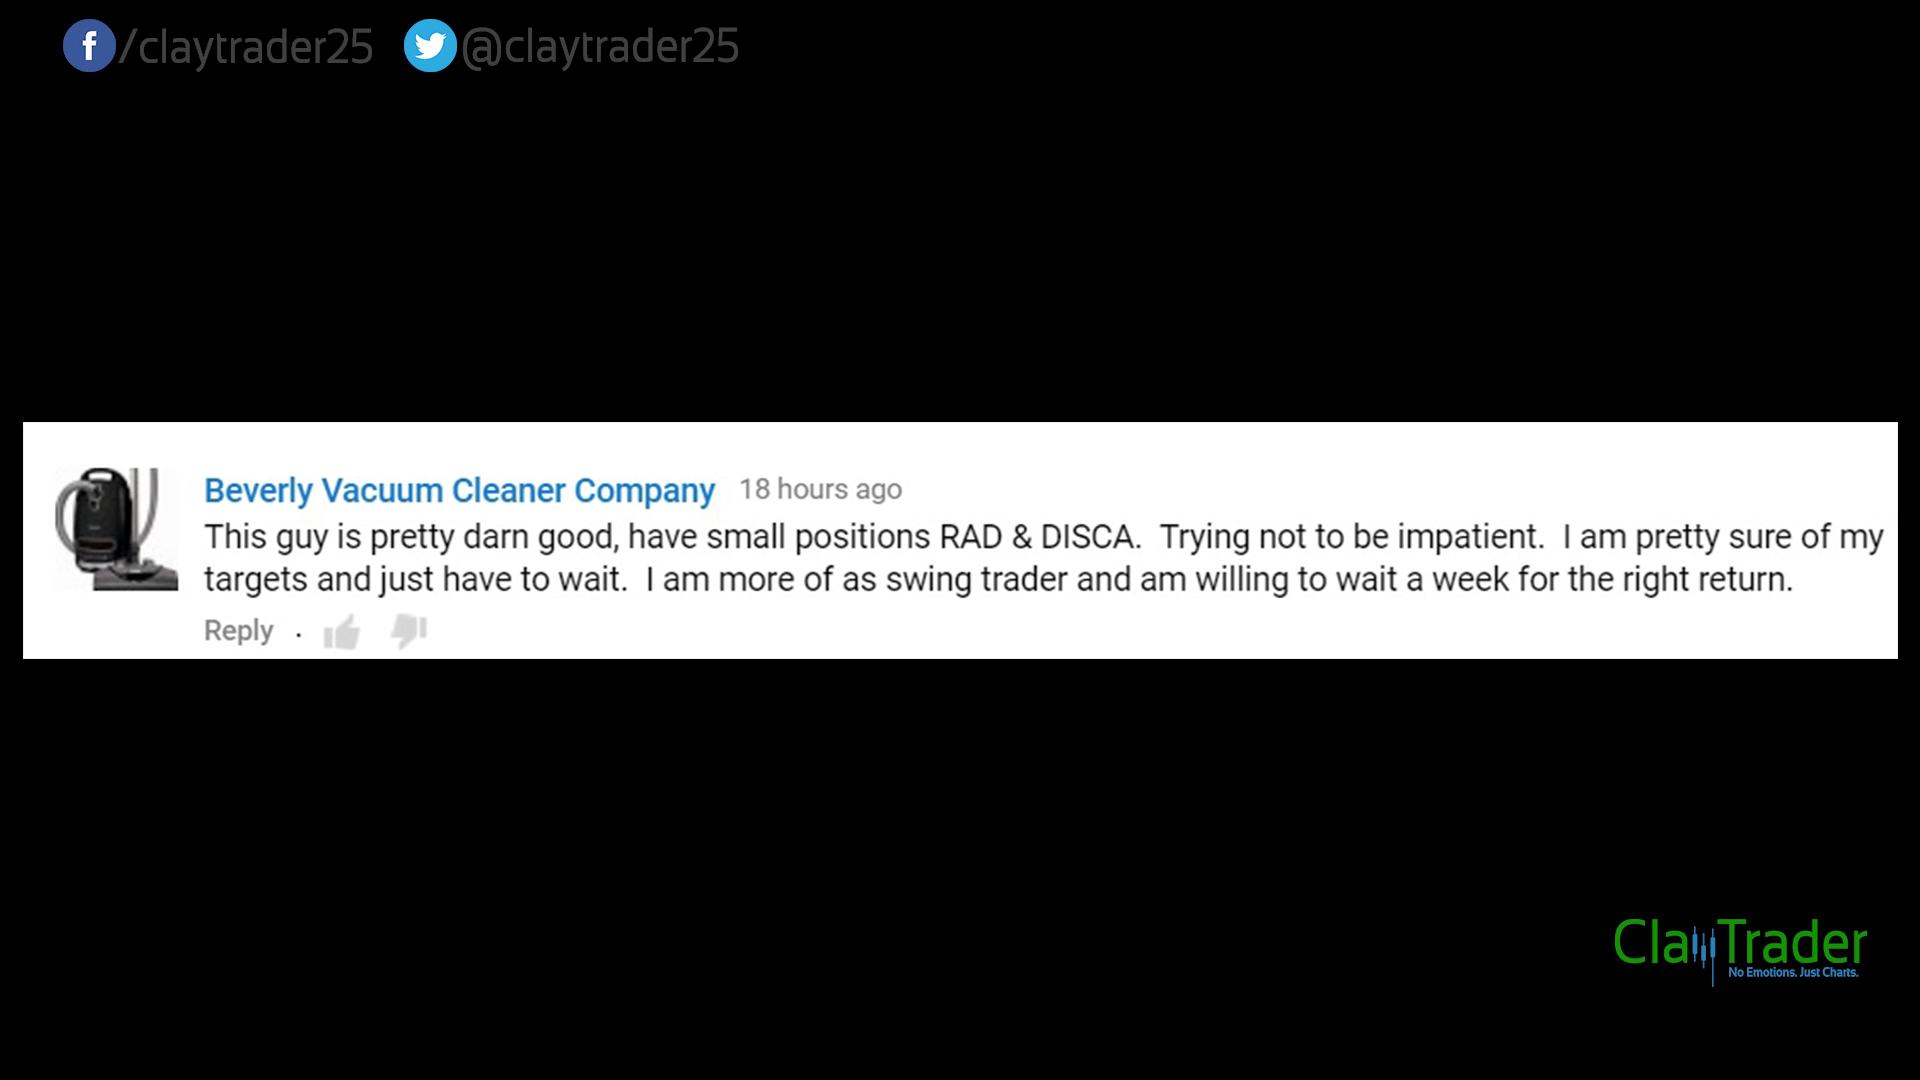 /claytrader25 @claytrader25
Beverly Vacuum Cleaner Company 18 hours ago
This guy is pretty darn good, have small positions RAD & DISCA. Trying not to be impatient. I am pretty sure of my
targets and just have to wait. I am more of as swing trader and am willing to wait a week for the right return.
Reply .
ClayTrader
No Emotions. Just Charts.